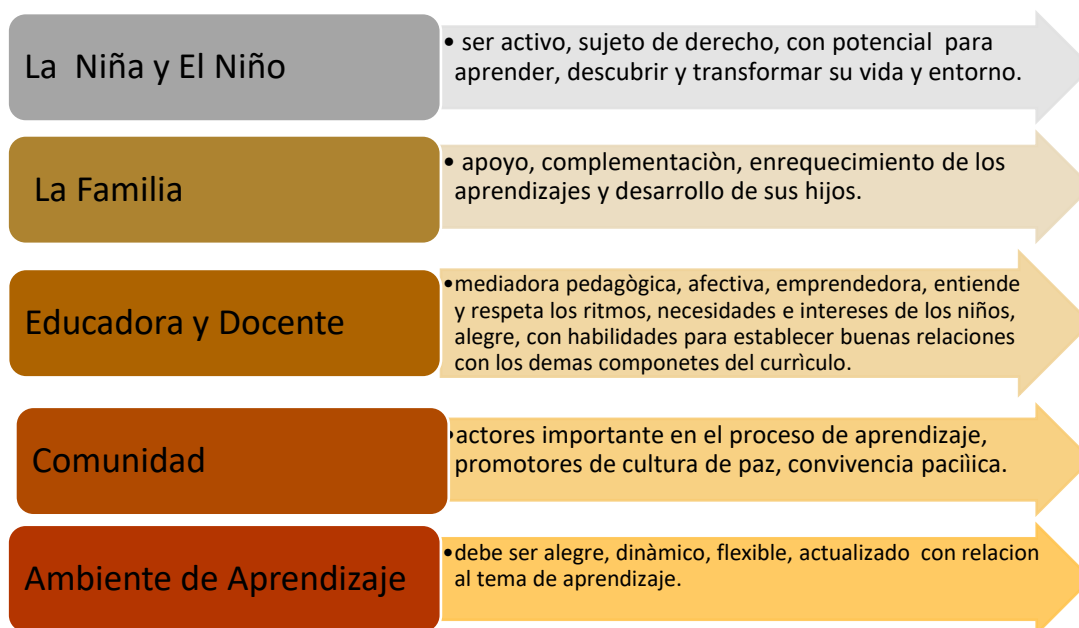 La Niña y El Niño
• ser activo, sujeto de derecho, con potencial para
aprender, descubrir y transformar su vida y entorno.
La Familia
• apoyo, complementaciòn, enrequecimiento de los
aprendizajes y desarrollo de sus hijos.
Educadora y Docente
•mediadora pedagògica, afectiva, emprendedora, entiende
y respeta los ritmos, necesidades e intereses de los niños,
alegre, con habilidades para establecer buenas relaciones
con los demas componetes del currìculo.
Comunidad
•actores importante en el proceso de aprendizaje,
promotores de cultura de paz, convivencia paciìica.
Ambiente de Aprendizaje
•debe ser alegre, dinàmico, flexible, actualizado con relacion
al tema de aprendizaje.